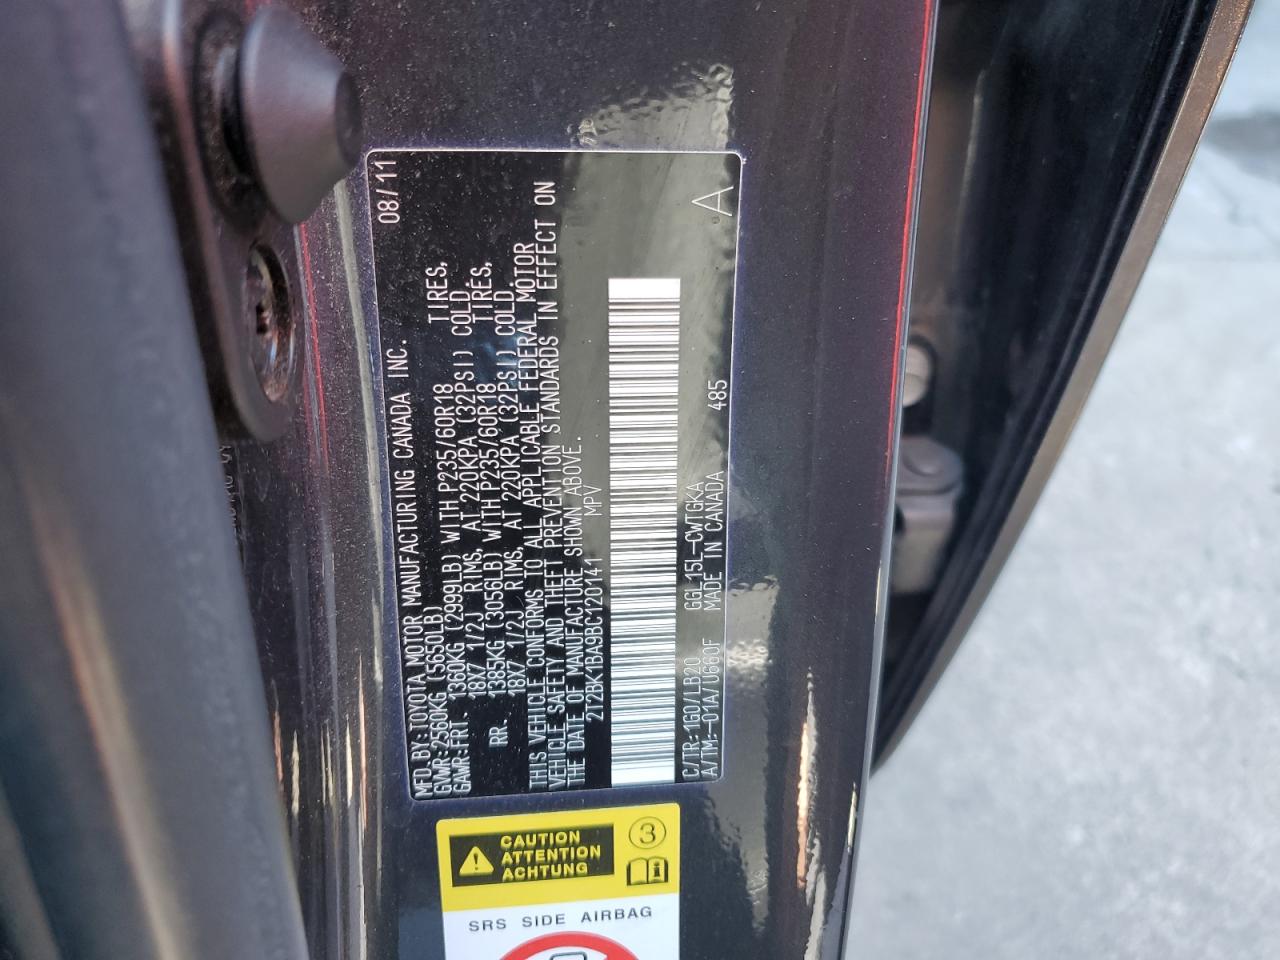 MFD.BY:TOYOTA MOTOR MANUFACTURING CANADA INC. 08/11
GVWR:2560KG (5650LB)
GAWR:FRT. 1360KG (2999LB) WITH P235/60R18 TIRES,
18X7 1/2J RIMS, AT 220KPA (32PSI) COLD.
RR. 1385KG (3056LB) WITH P235/60R18 TIRES,
18X7 1/2J RIMS, AT 220KPA (32PSI) COLD.
THIS VEHICLE CONFORMS TO ALL APPLICABLE FEDERAL MOTOR
VEHICLE SAFETY AND THEFT PREVENTION STANDARDS IN EFFECT ON
THE DATE OF MANUFACTURE SHOWN ABOVE.
2T2BK1BA9BC120141 MPV
C/TR:1G0/LB20 GGL15L-CWTGKA
A/TM:-01A/U660F MADE IN CANADA 485 A
CAUTION
ATTENTION
ACHTUNG
3
SRS SIDE AIRBAG